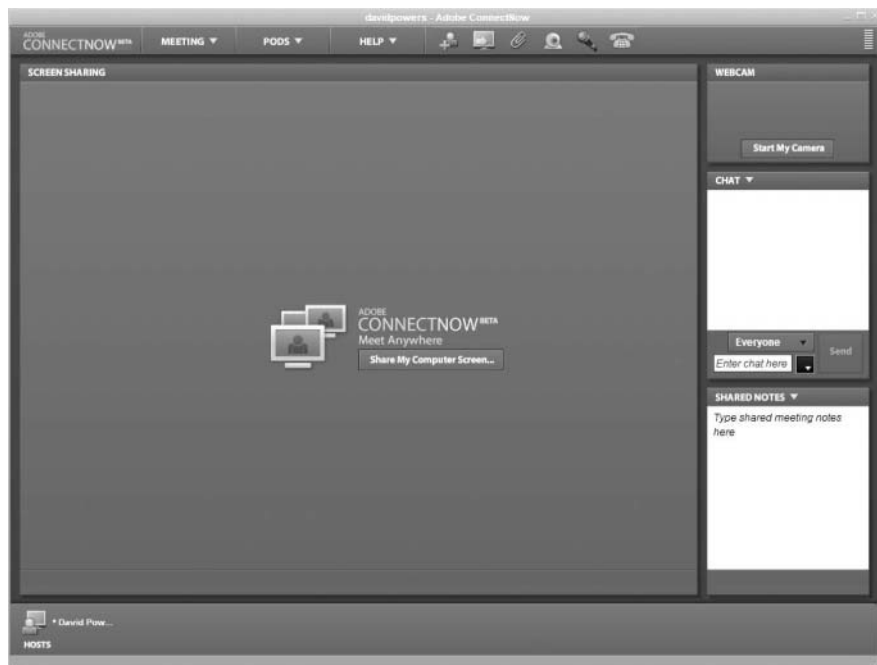 davidpowers - Adobe ConnectNow
ADOBE
CONNECTNOW BETA
MEETING
PODS
HELP
SCREEN SHARING
ADOBE
CONNECTNOW BETA
Meet Anywhere
Share My Computer Screen...
WEBCAM
Start My Camera
CHAT
Everyone
Send
Enter chat here
SHARED NOTES
Type shared meeting notes
here
* David Pow...
HOSTS